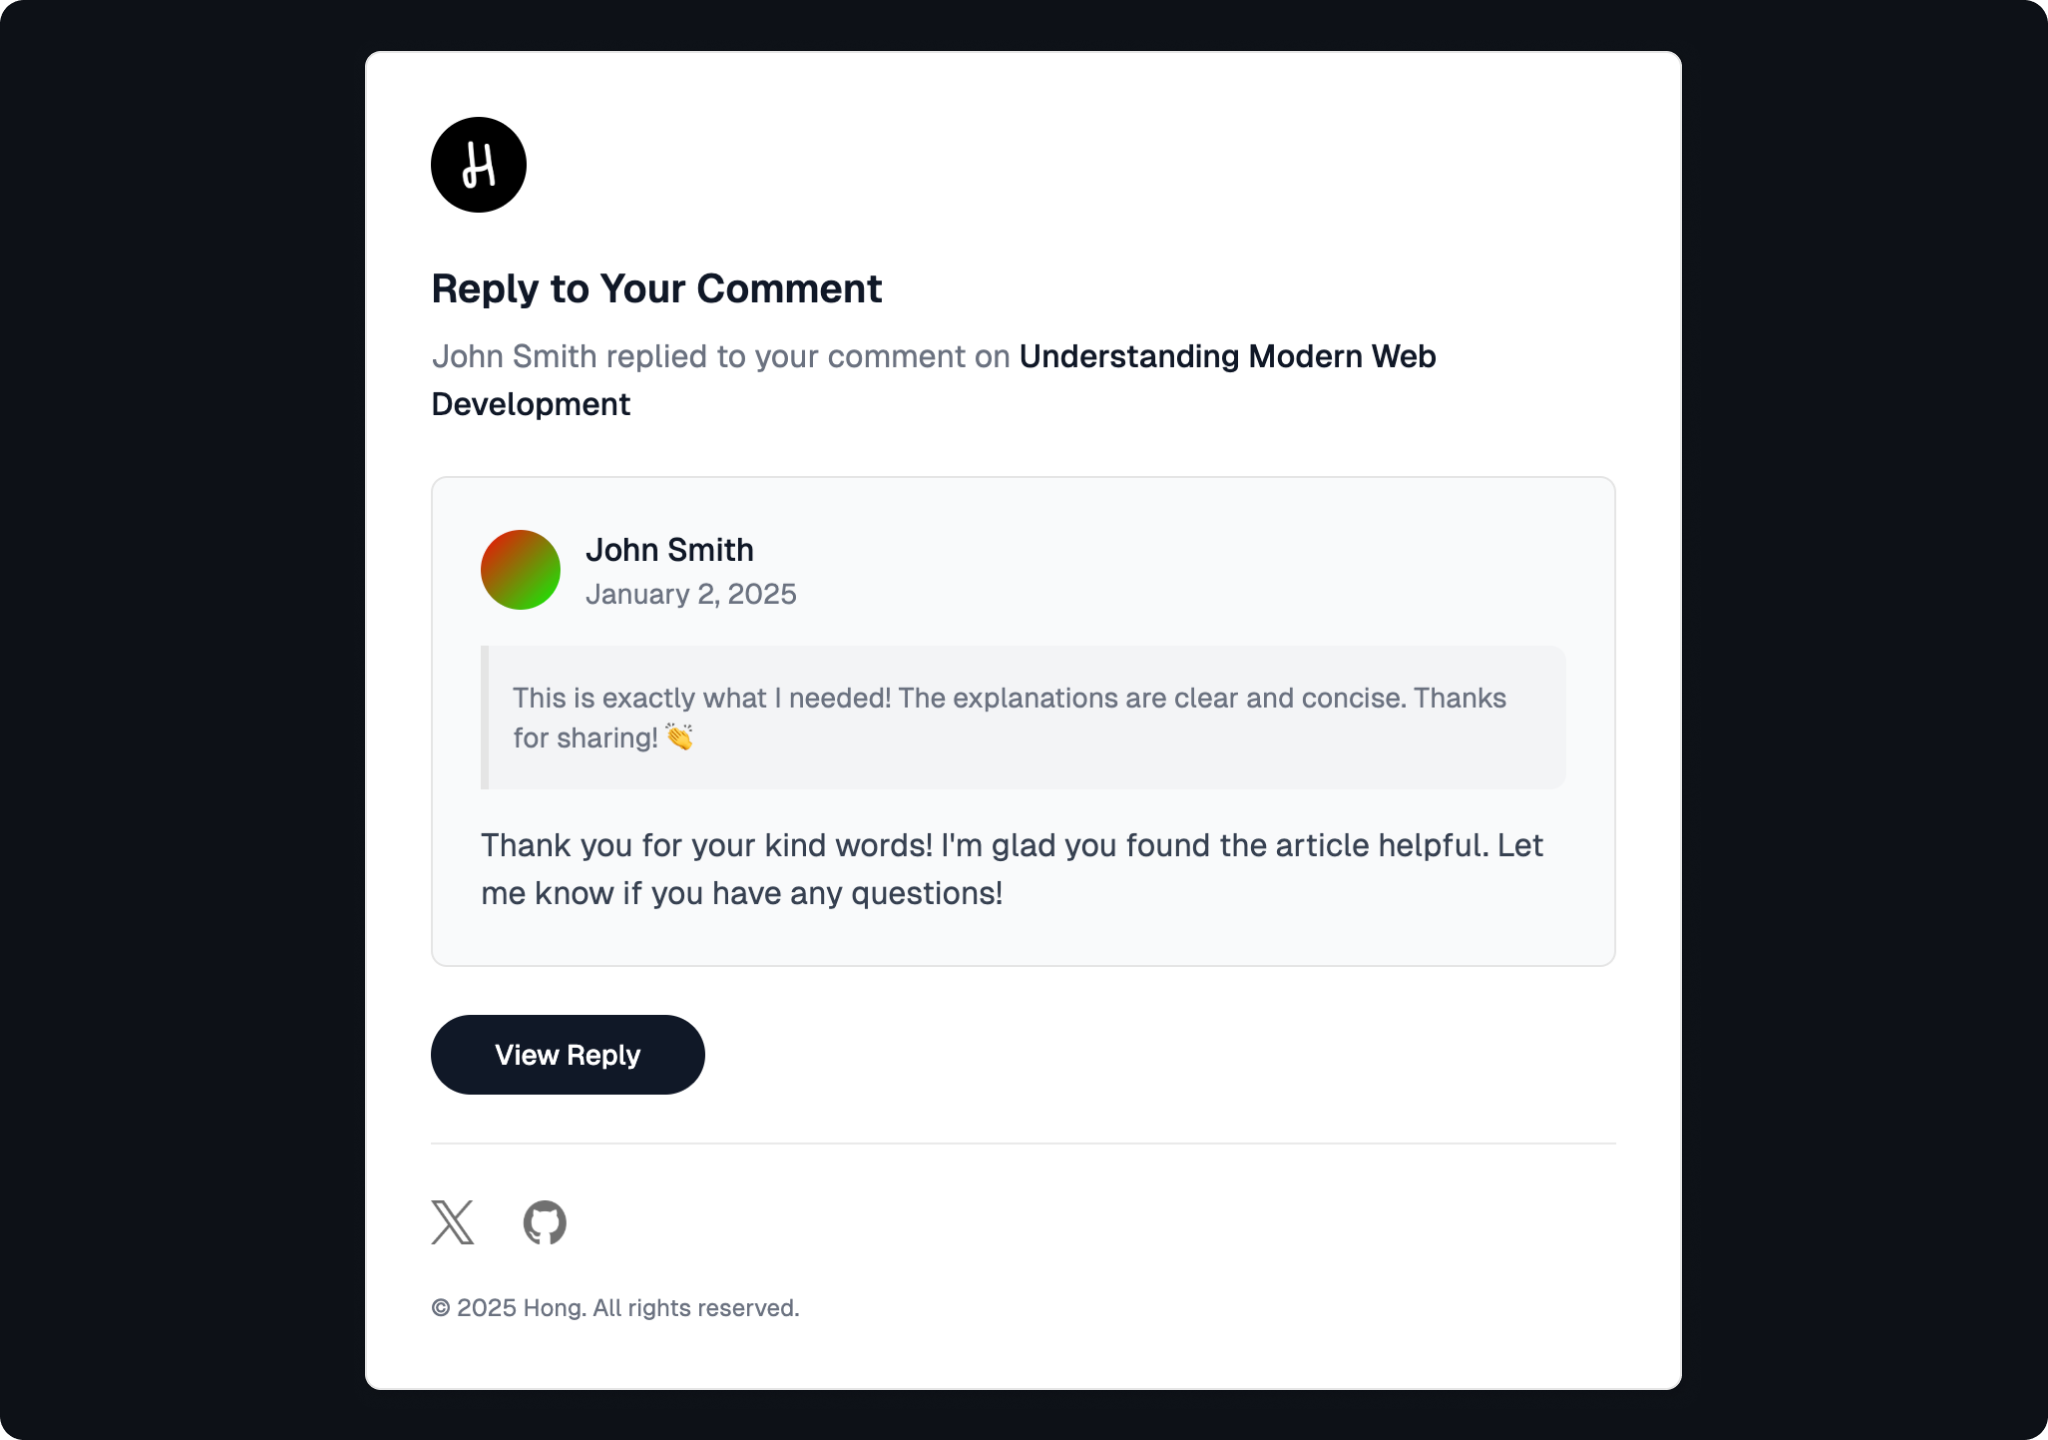 H
Reply to Your Comment
John Smith replied to your comment on Understanding Modern Web
Development
John Smith
January 2, 2025
This is exactly what I needed! The explanations are clear and concise. Thanks
for sharing! 👏
Thank you for your kind words! I'm glad you found the article helpful. Let
me know if you have any questions!
View Reply
© 2025 Hong. All rights reserved.